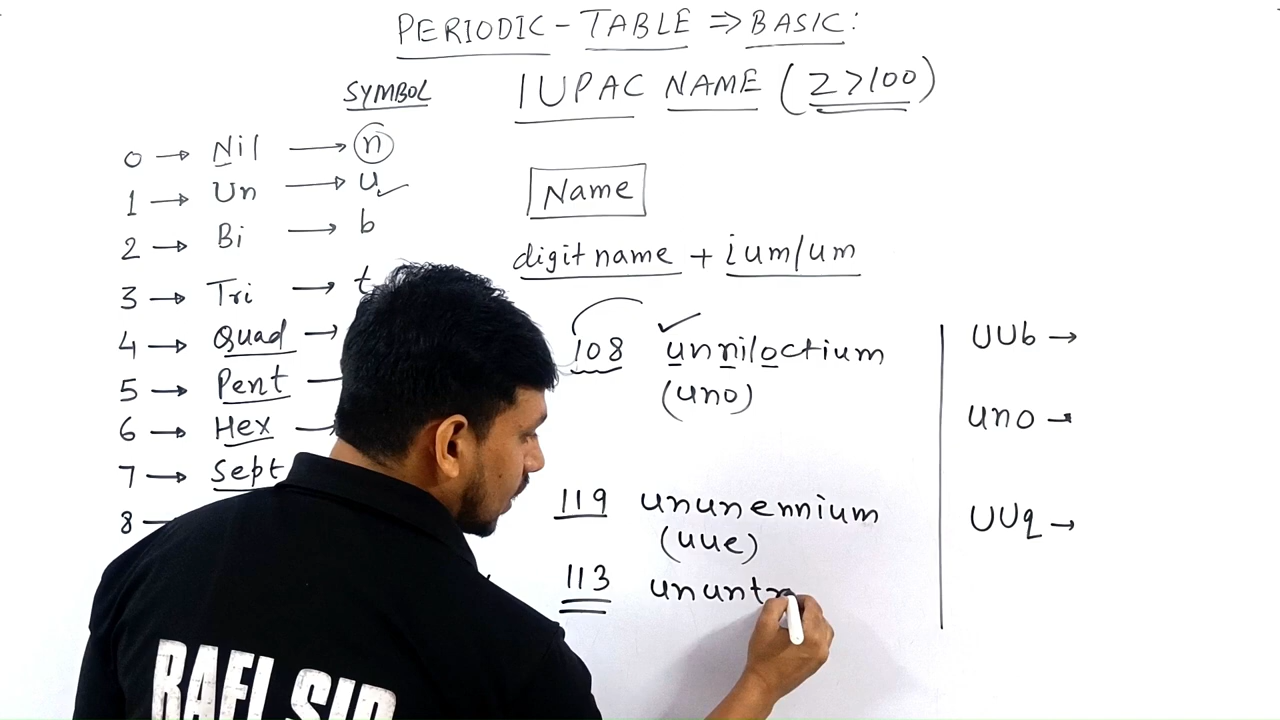 PERIODIC - TABLE ⇒ BASIC:
SYMBOL
IUPAC NAME (Z>100)
0 → Nil → n
1 → Un → u
2 → Bi → b
3 → Tri → t
4 → Quad →
5 → Pent
6 → Hex →
7 → Sept
8
Name
digit name + ium/um
108 unniloctium
(uno)
119 ununennium
(uue)
113 ununtr
UUb →
uno →
UUq →
RAFI SIR